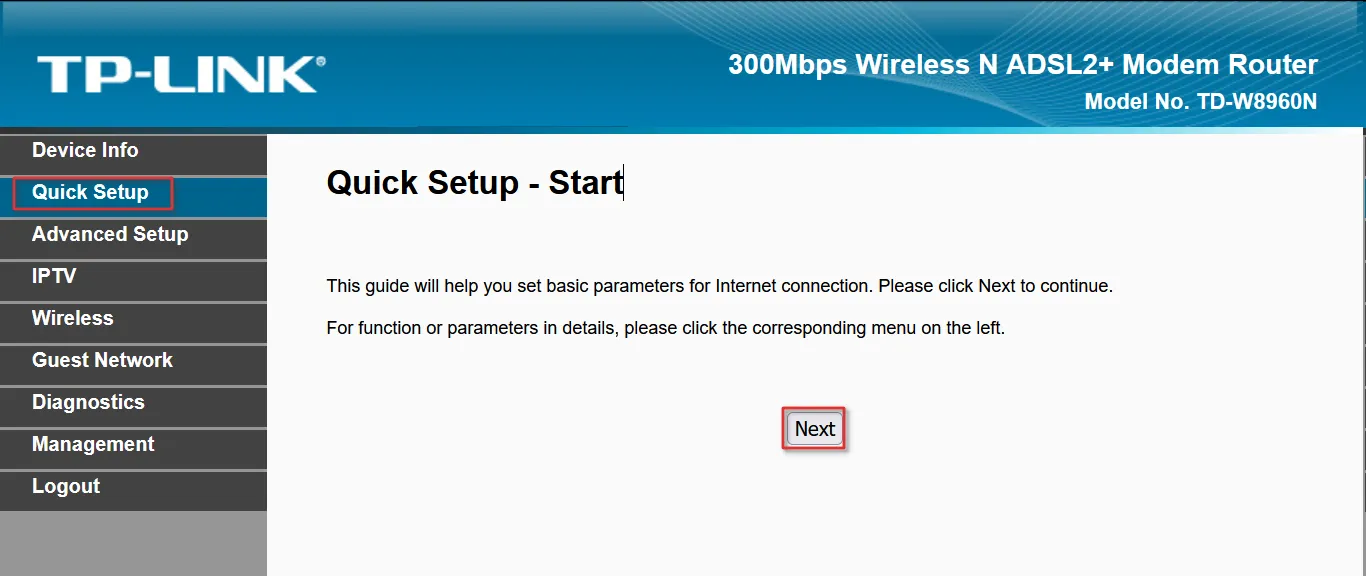 TP-LINK®
300Mbps Wireless N ADSL2+ Modem Router
Model No. TD-W8960N
Device Info
Quick Setup
Advanced Setup
IPTV
Wireless
Guest Network
Diagnostics
Management
Logout
Quick Setup - Start
This guide will help you set basic parameters for Internet connection. Please click Next to continue.
For function or parameters in details, please click the corresponding menu on the left.
Next